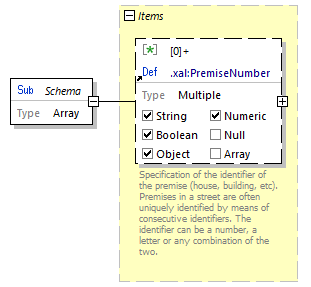 Items
[*] [0]+
Def .xal:PremiseNumber
Sub Schema
Type Array
Type Multiple
String Numeric
Boolean Null
Object Array
Specification of the identifier of
the premise (house, building, etc).
Premises in a street are often
uniquely identified by means of
consecutive identifiers. The
identifier can be a number, a
letter or any combination of the
two.